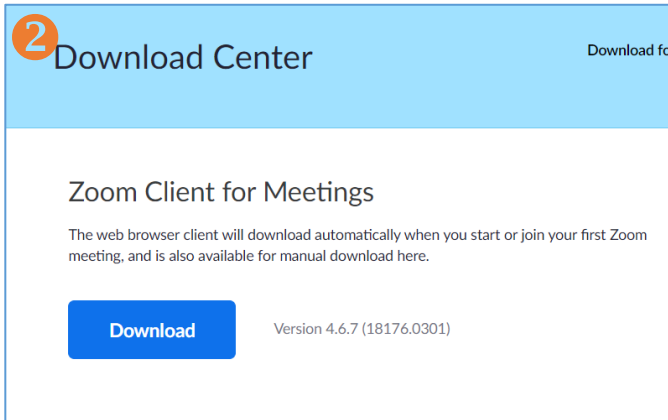 2
Download Center
Download fo
Zoom Client for Meetings
The web browser client will download automatically when you start or join your first Zoom
meeting, and is also available for manual download here.
Download
Version 4.6.7 (18176.0301)